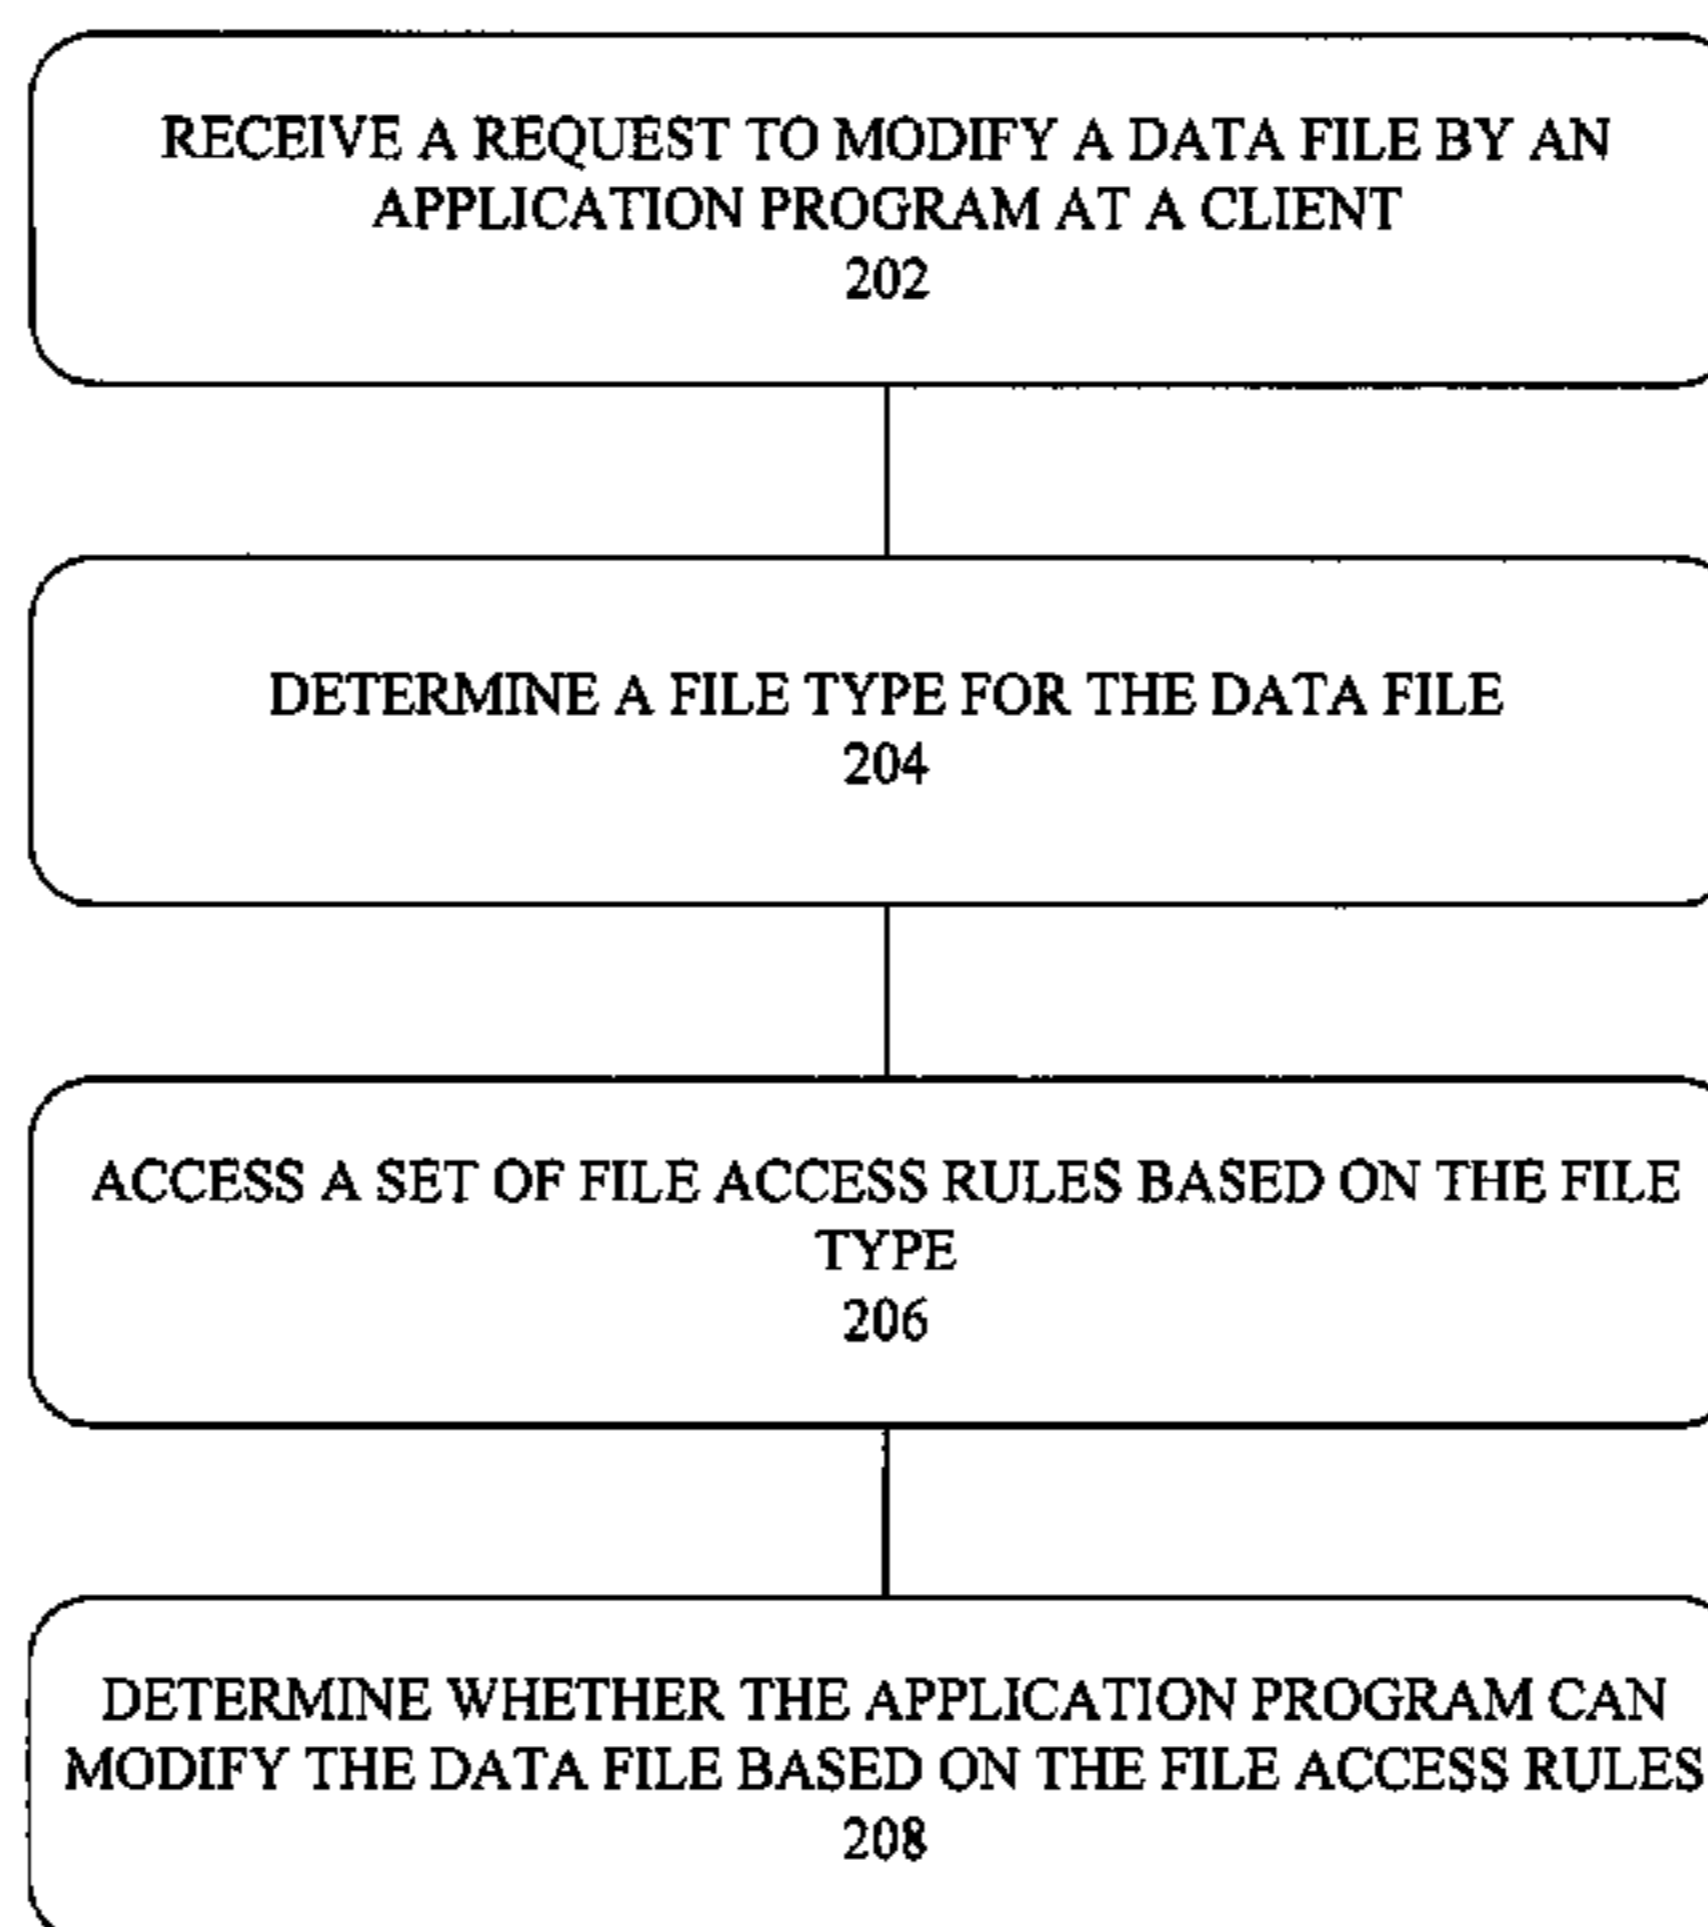 RECEIVE A REQUEST TO MODIFY A DATA FILE BY AN
APPLICATION PROGRAM AT A CLIENT
202
DETERMINE A FILE TYPE FOR THE DATA FILE
204
ACCESS A SET OF FILE ACCESS RULES BASED ON THE FILE
TYPE
206
DETERMINE WHETHER THE APPLICATION PROGRAM CAN
MODIFY THE DATA FILE BASED ON THE FILE ACCESS RULES
208